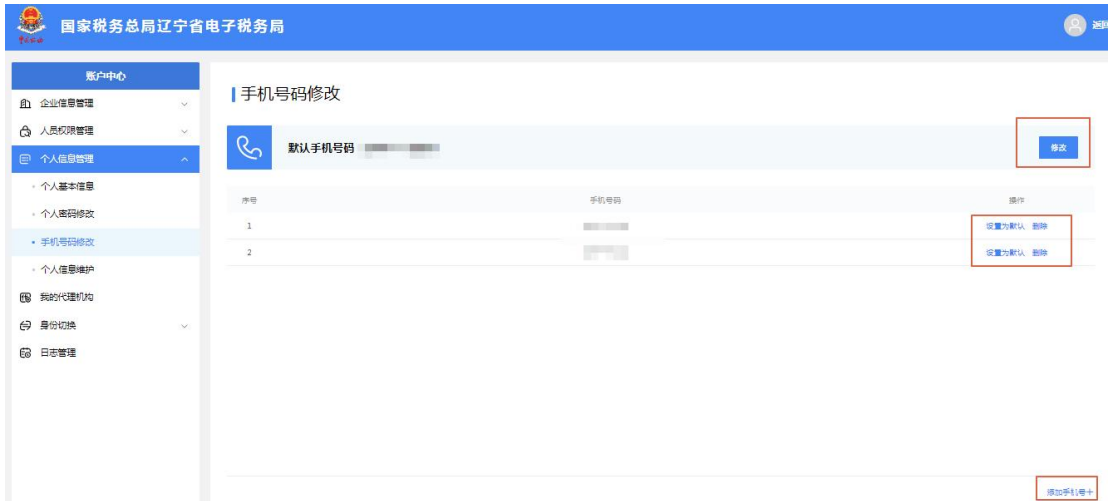 国家税务总局辽宁省电子税务局
返回
账户中心
企业信息管理
人员权限管理
个人信息管理
个人基本信息
个人密码修改
手机号码修改
个人信息维护
我的代理机构
身份切换
日志管理
手机号码修改
默认手机号码
修改
序号 手机号码 操作
1 设置为默认 删除
2 设置为默认 删除
添加手机号+